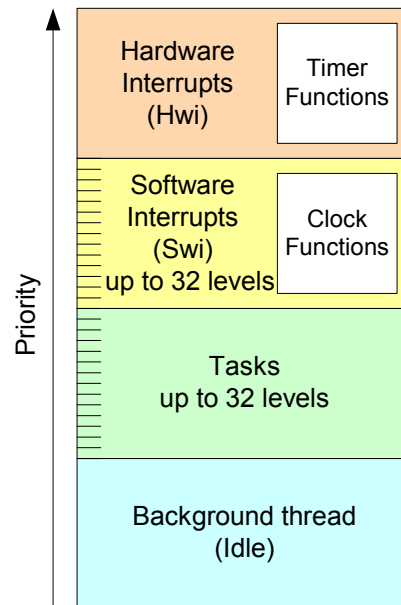 Priority
Hardware
Interrupts
(Hwi)
Timer
Functions
Software
Interrupts
(Swi)
up to 32 levels
Clock
Functions
Tasks
up to 32 levels
Background thread
(Idle)